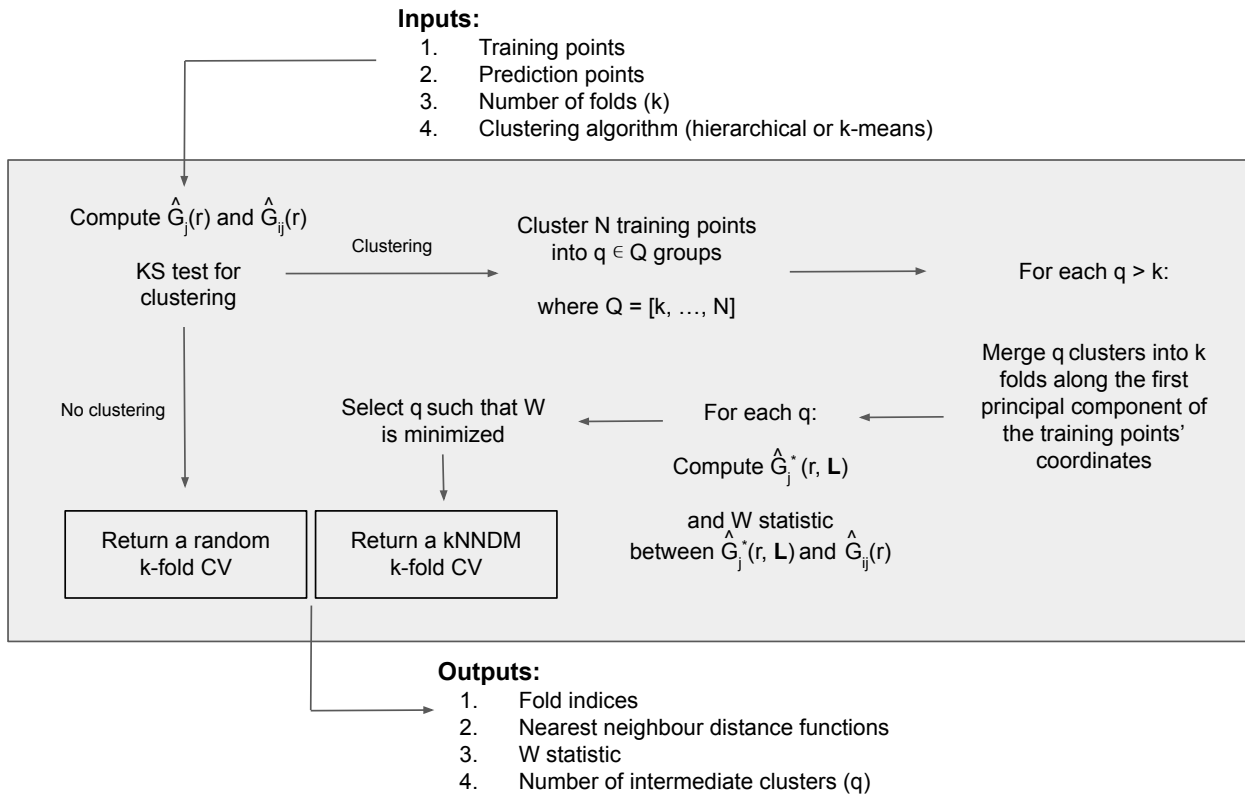 Inputs:
1. Training points
2. Prediction points
3. Number of folds (k)
4. Clustering algorithm (hierarchical or k-means)
Compute Ĝj(r) and Ĝij(r)
KS test for
clustering
Clustering
No clustering
Cluster N training points
into q ∈ Q groups
where Q = [k, …, N]
For each q > k:
Merge q clusters into k
folds along the first
principal component of
the training points’
coordinates
For each q:
Compute Ĝj*(r, L)
and W statistic
between Ĝj*(r, L) and Ĝij(r)
Select q such that W
is minimized
Return a random
k-fold CV
Return a kNNDM
k-fold CV
Outputs:
1. Fold indices
2. Nearest neighbour distance functions
3. W statistic
4. Number of intermediate clusters (q)